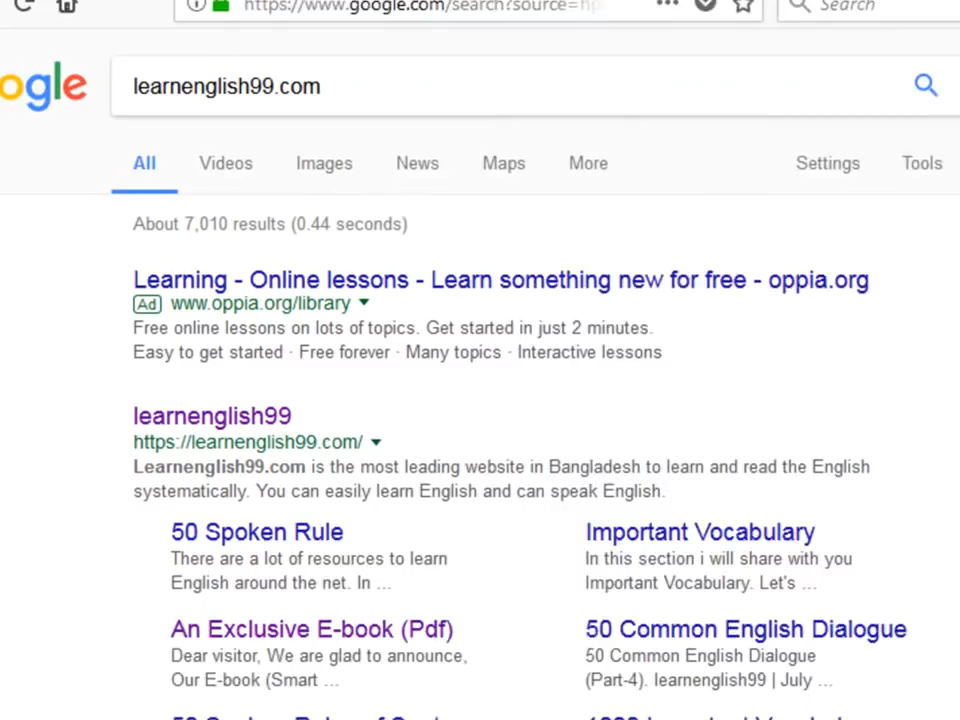 https://www.google.com/search?source=hp
Search
ogle
learnenglish99.com
All Videos Images News Maps More Settings Tools
About 7,010 results (0.44 seconds)
Learning - Online lessons - Learn something new for free - oppia.org
Ad www.oppia.org/library
Free online lessons on lots of topics. Get started in just 2 minutes.
Easy to get started · Free forever · Many topics · Interactive lessons
learnenglish99
https://learnenglish99.com/
Learnenglish99.com is the most leading website in Bangladesh to learn and read the English
systematically. You can easily learn English and can speak English.
50 Spoken Rule
There are a lot of resources to learn
English around the net. In ...
Important Vocabulary
In this section i will share with you
Important Vocabulary. Let's ...
An Exclusive E-book (Pdf)
Dear visitor, We are glad to announce,
Our E-book (Smart ...
50 Common English Dialogue
50 Common English Dialogue
(Part-4). learnenglish99 | July ...